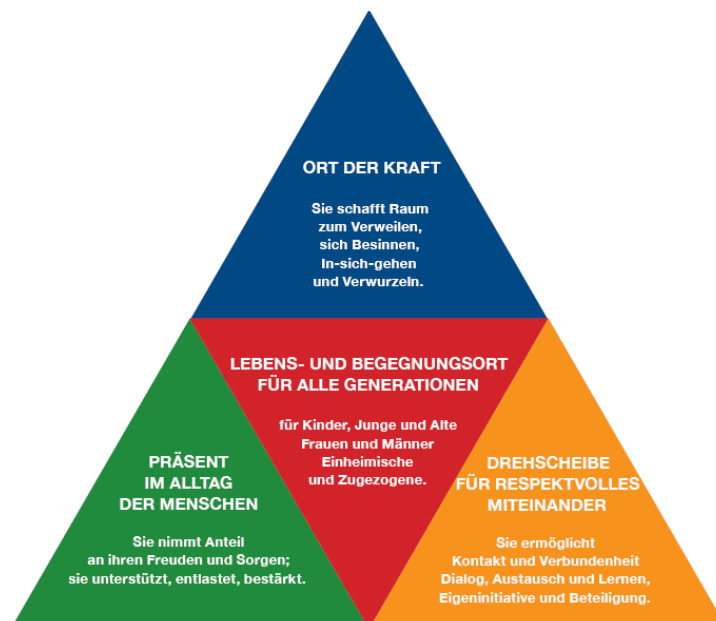 ORT DER KRAFT
Sie schafft Raum
zum Verweilen,
sich Besinnen,
In-sich-gehen
und Verwurzeln.
LEBENS- UND BEGEGNUNGSORT
FÜR ALLE GENERATIONEN
für Kinder, Junge und Alte
Frauen und Männer
Einheimische
und Zugezogene.
PRÄSENT
IM ALLTAG
DER MENSCHEN
Sie nimmt Anteil
an ihren Freuden und Sorgen;
sie unterstützt, entlastet, bestärkt.
DREHSCHEIBE
FÜR RESPEKTVOLLES
MITEINANDER
Sie ermöglicht
Kontakt und Verbundenheit
Dialog, Austausch und Lernen,
Eigeninitiative und Beteiligung.